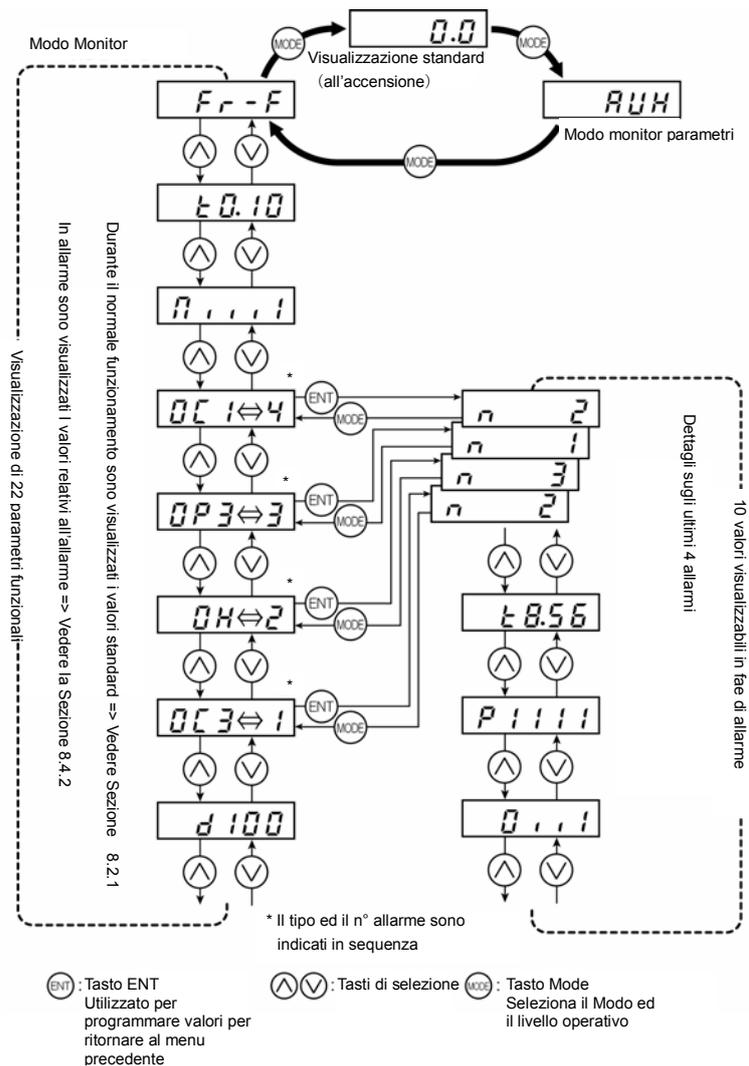 Modo Monitor
MODE
0.0
MODE
Visualizzazione standard
(all'accensione)
Fr-F
AUH
Modo monitor parametri
MODE
t0.10
*
ENT
MODE
OC1⇔4
n 2
n 1
n 3
n 2
*
ENT
MODE
OP3⇔3
*
ENT
MODE
OH⇔2
t8.56
*
ENT
MODE
OC3⇔1
P1111
d100
Visualizzazione di 22 parametri funzionali
In allarme sono visualizzati i valori relativi all'allarme => Vedere la Sezione 8.4.2
Durante il normale funzionamento sono visualizzati i valori standard => Vedere Sezione 8.2.1
Dettagli sugli ultimi 4 allarmi
10 valori visualizzabili in fae di allarme
* Il tipo ed il n° allarme sono
indicati in sequenza
ENT : Tasto ENT
Utilizzato per
programmare valori per
ritornare al menu
precedente
: Tasti di selezione
MODE : Tasto Mode
Seleziona il Modo ed
il livello operativo